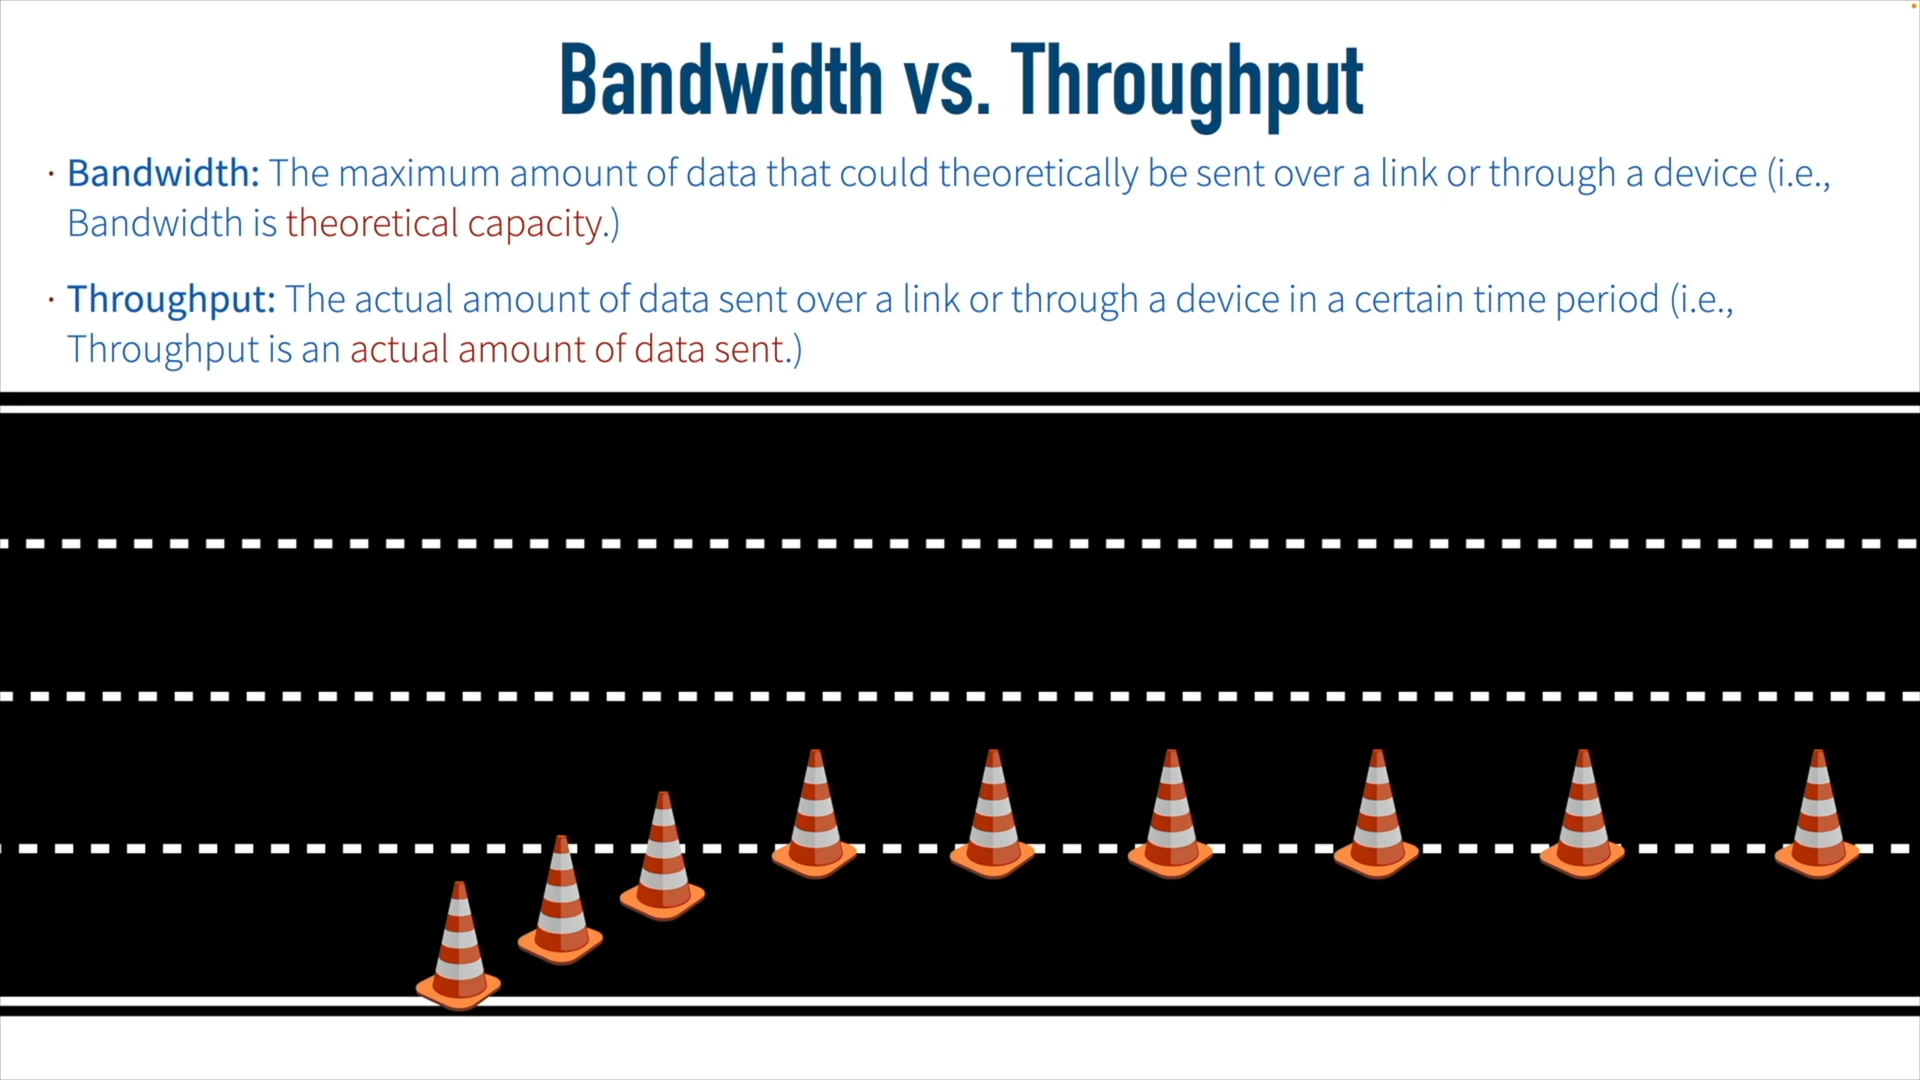 Bandwidth vs. Throughput
· Bandwidth: The maximum amount of data that could theoretically be sent over a link or through a device (i.e.,
Bandwidth is theoretical capacity.)
· Throughput: The actual amount of data sent over a link or through a device in a certain time period (i.e.,
Throughput is an actual amount of data sent.)